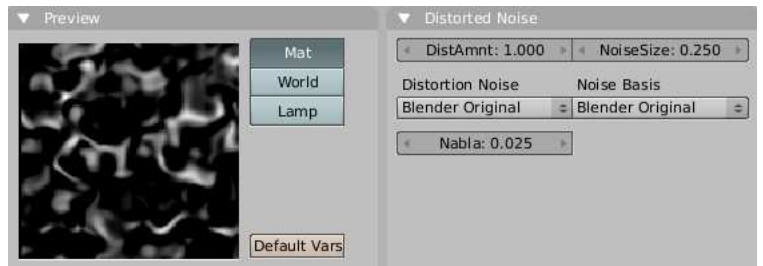 Preview
Mat
World
Lamp
Default Vars
Distorted Noise
DistAmnt: 1.000 NoiseSize: 0.250
Distortion Noise Noise Basis
Blender Original Blender Original
Nabla: 0.025